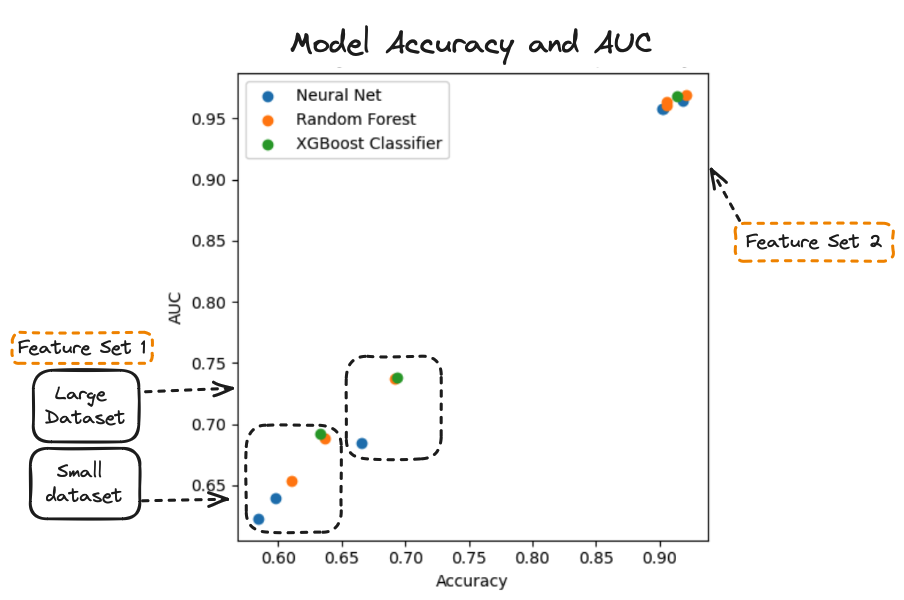 Model Accuracy and AUC
Neural Net
Random Forest
XGBoost Classifier
0.95
0.90
0.85
0.80
0.75
0.70
0.65
AUC
Feature Set 2
Feature Set 1
Large
Dataset
Small
dataset
0.60 0.65 0.70 0.75 0.80 0.85 0.90
Accuracy